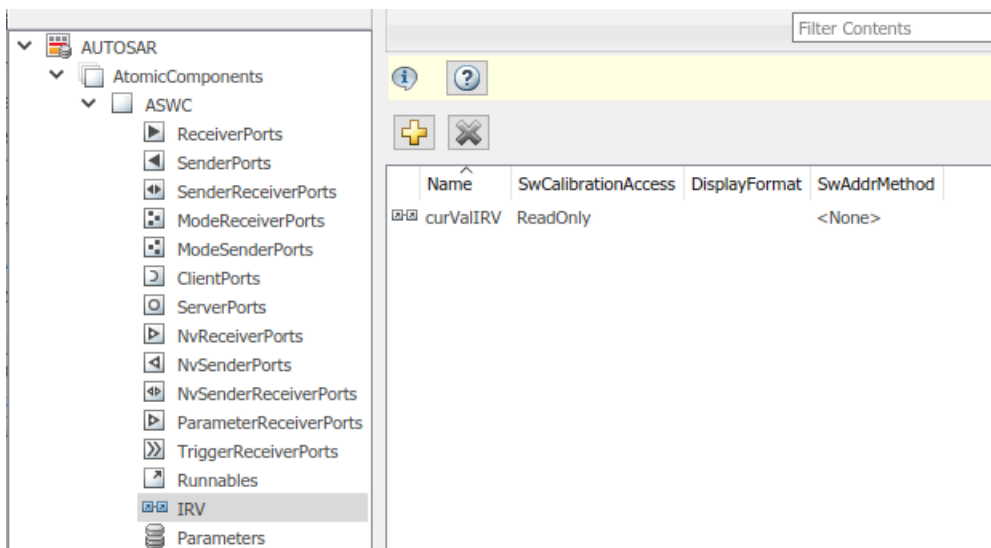 Filter Contents
AUTOSAR
AtomicComponents
ASWC
ReceiverPorts
SenderPorts
SenderReceiverPorts
ModeReceiverPorts
ModeSenderPorts
ClientPorts
ServerPorts
NvReceiverPorts
NvSenderPorts
NvSenderReceiverPorts
ParameterReceiverPorts
TriggerReceiverPorts
Runnables
IRV
Parameters
Name SwCalibrationAccess DisplayFormat SwAddrMethod
curValIRV ReadOnly <None>